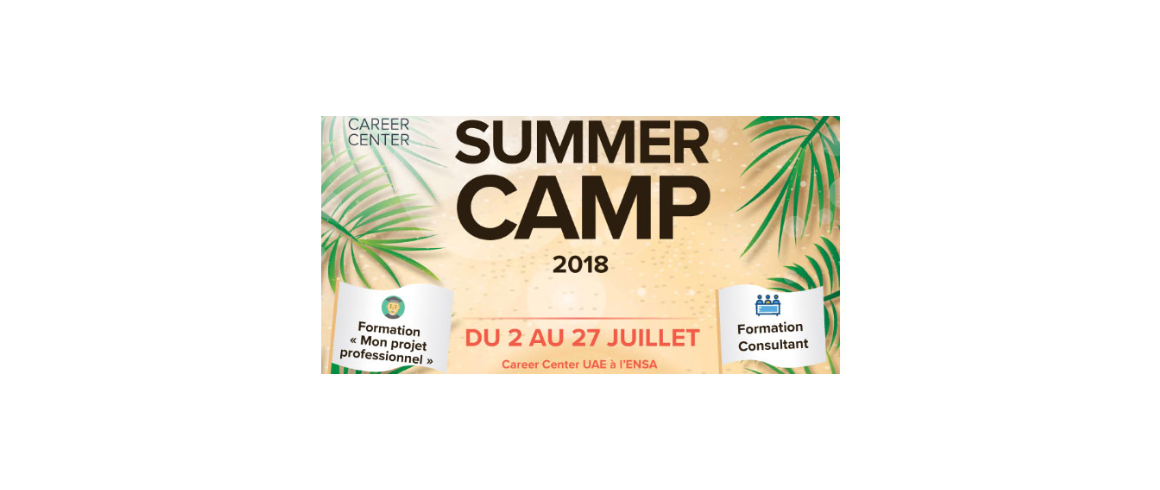 CAREER
CENTER
SUMMER
CAMP
2018
Formation
« Mon projet
professionnel »
DU 2 AU 27 JUILLET
Career Center UAE à l'ENSA
Formation
Consultant